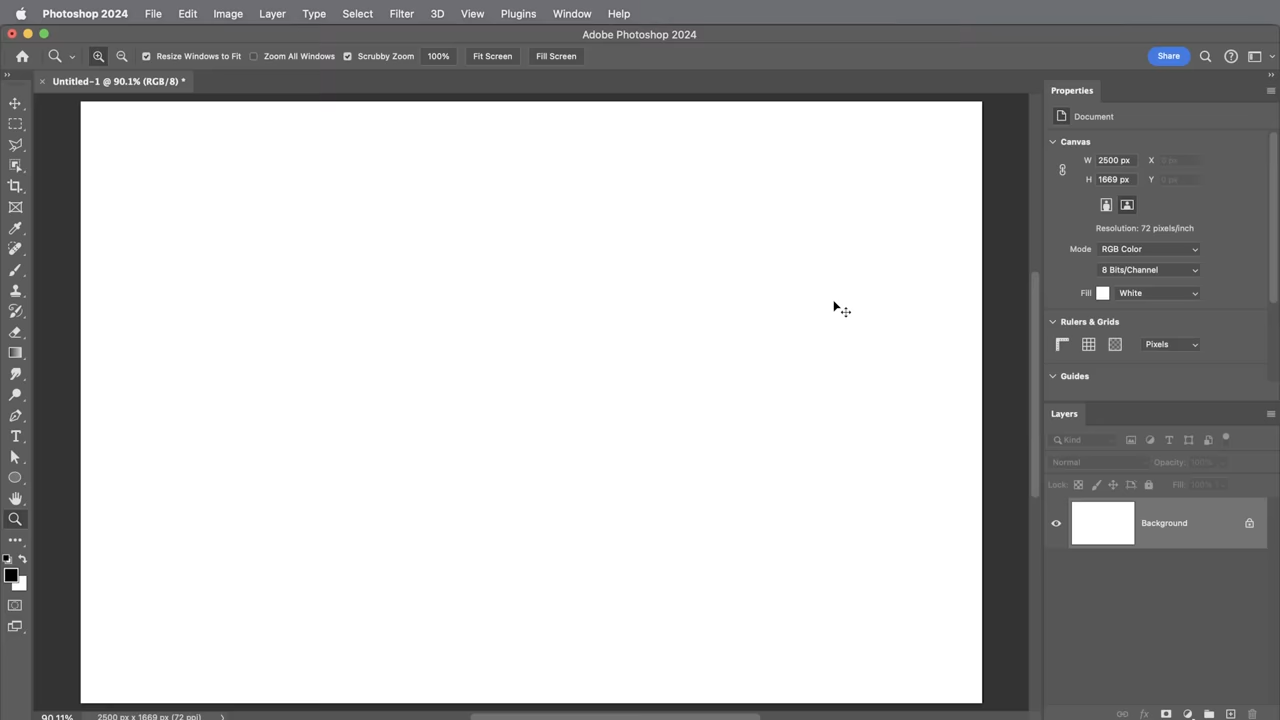 Photoshop 2024 File Edit Image Layer Type Select Filter 3D View Plugins Window Help
Adobe Photoshop 2024
Resize Windows to Fit Zoom All Windows Scrubby Zoom 100% Fit Screen Fill Screen Share
Untitled-1 @ 90.1% (RGB/8) *
Properties
Document
Canvas
W 2500 px X 0 px
H 1669 px Y 0 px
Resolution: 72 pixels/inch
Mode RGB Color
8 Bits/Channel
Fill White
Rulers & Grids
Pixels
Guides
Layers
Kind
Normal Opacity: 100%
Lock: Fill: 100%
Background
90.11% 2500 px x 1669 px (72 ppi)